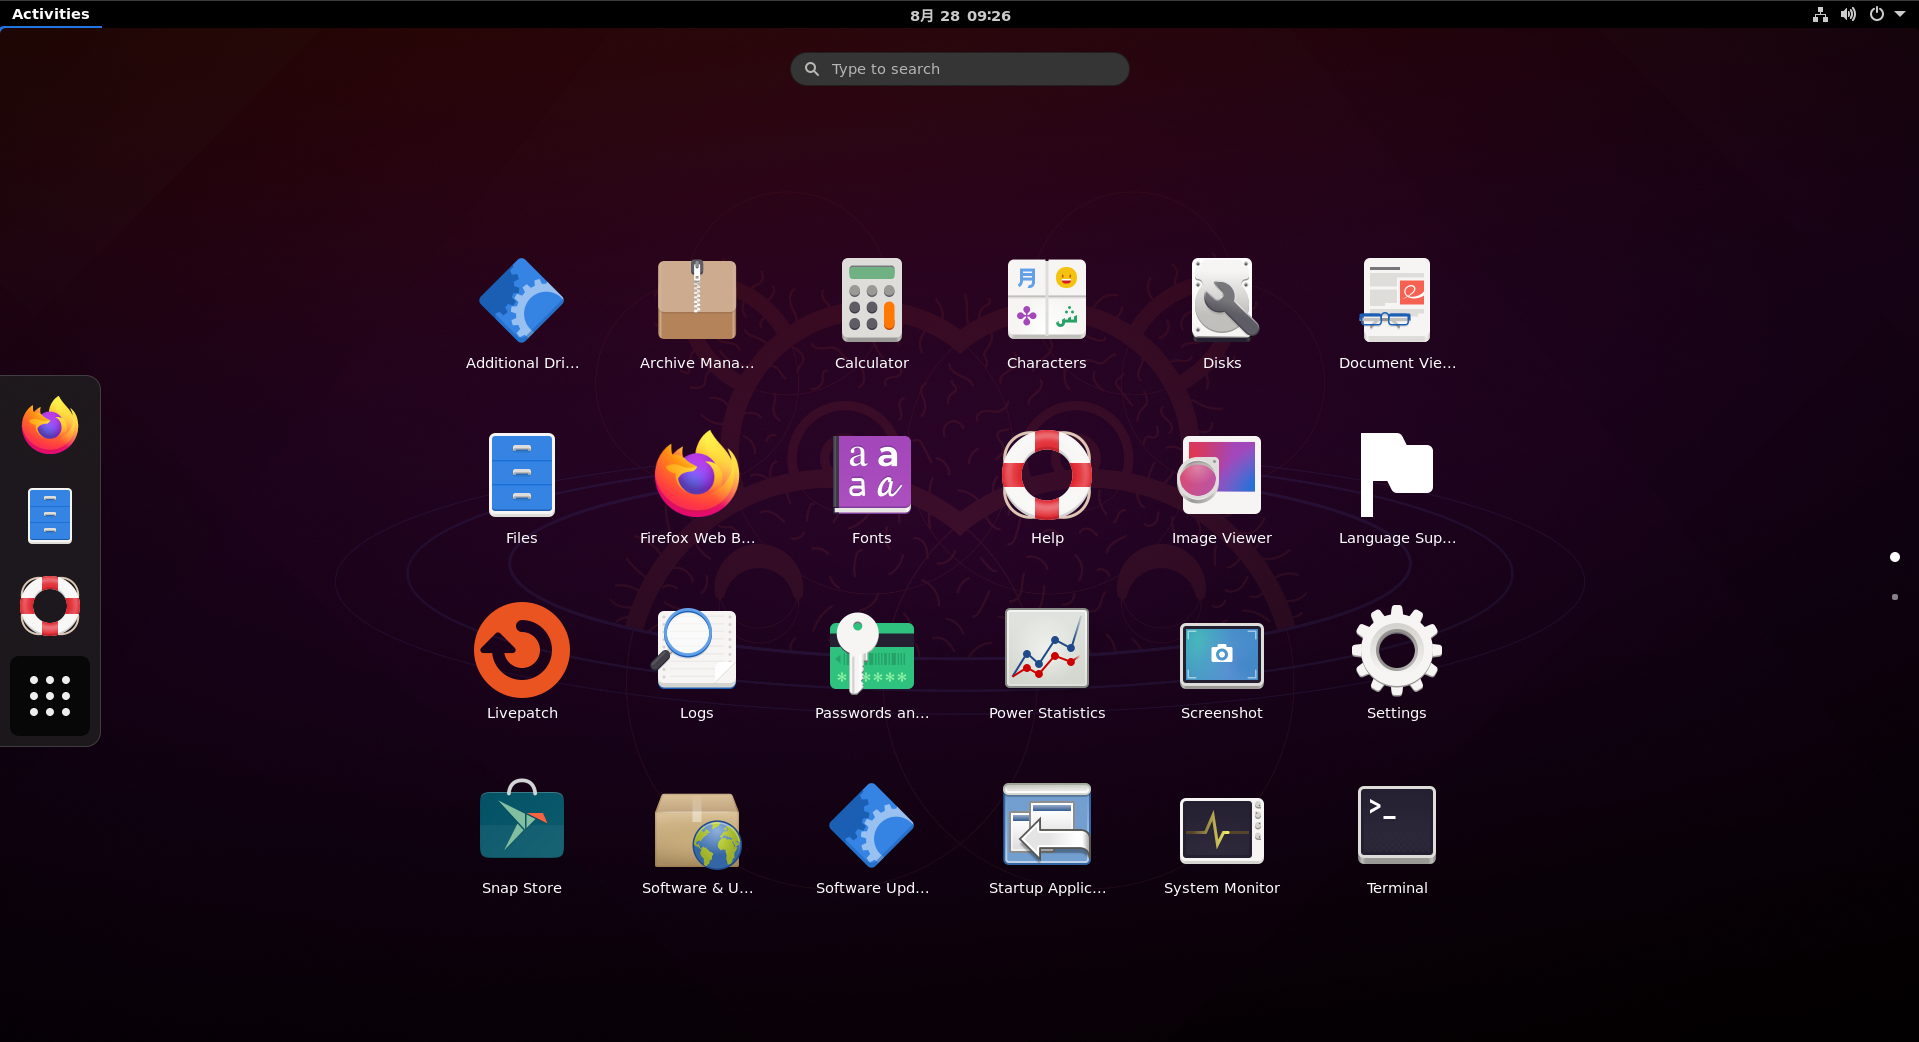 Activities
8月 28 09:26
Type to search
Additional Dri…
Archive Mana…
Calculator
Characters
Disks
Document Vie…
Files
Firefox Web B…
Fonts
Help
Image Viewer
Language Sup…
Livepatch
Logs
Passwords an…
Power Statistics
Screenshot
Settings
Snap Store
Software & U…
Software Upd…
Startup Applic…
System Monitor
Terminal